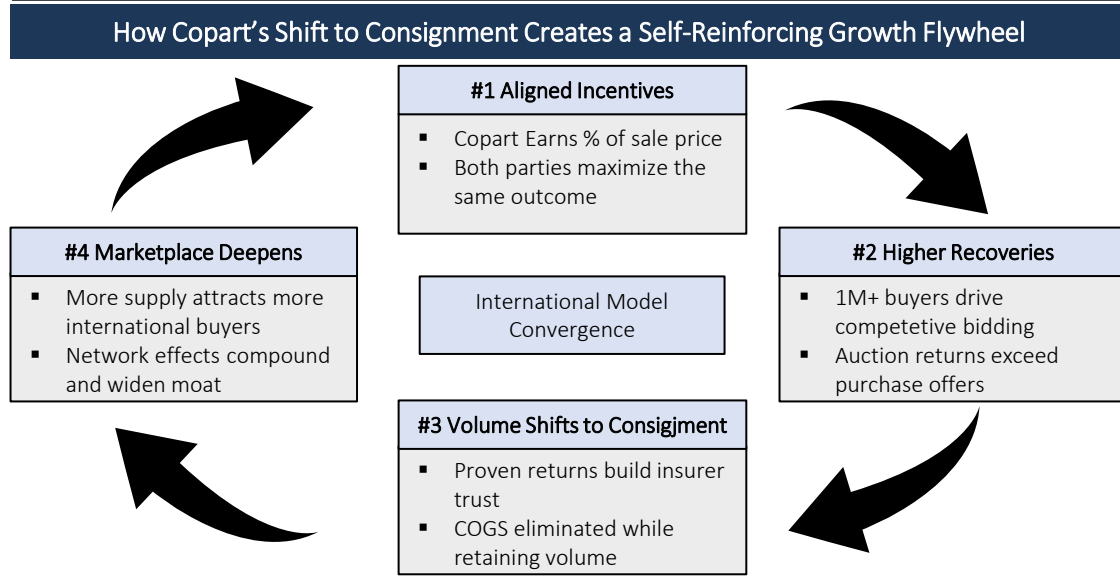 How Copart's Shift to Consignment Creates a Self-Reinforcing Growth Flywheel
#1 Aligned Incentives
▪ Copart Earns % of sale price
▪ Both parties maximize the
same outcome
#2 Higher Recoveries
▪ 1M+ buyers drive
competetive bidding
▪ Auction returns exceed
purchase offers
#3 Volume Shifts to Consigjment
▪ Proven returns build insurer
trust
▪ COGS eliminated while
retaining volume
#4 Marketplace Deepens
▪ More supply attracts more
international buyers
▪ Network effects compound
and widen moat
International Model
Convergence